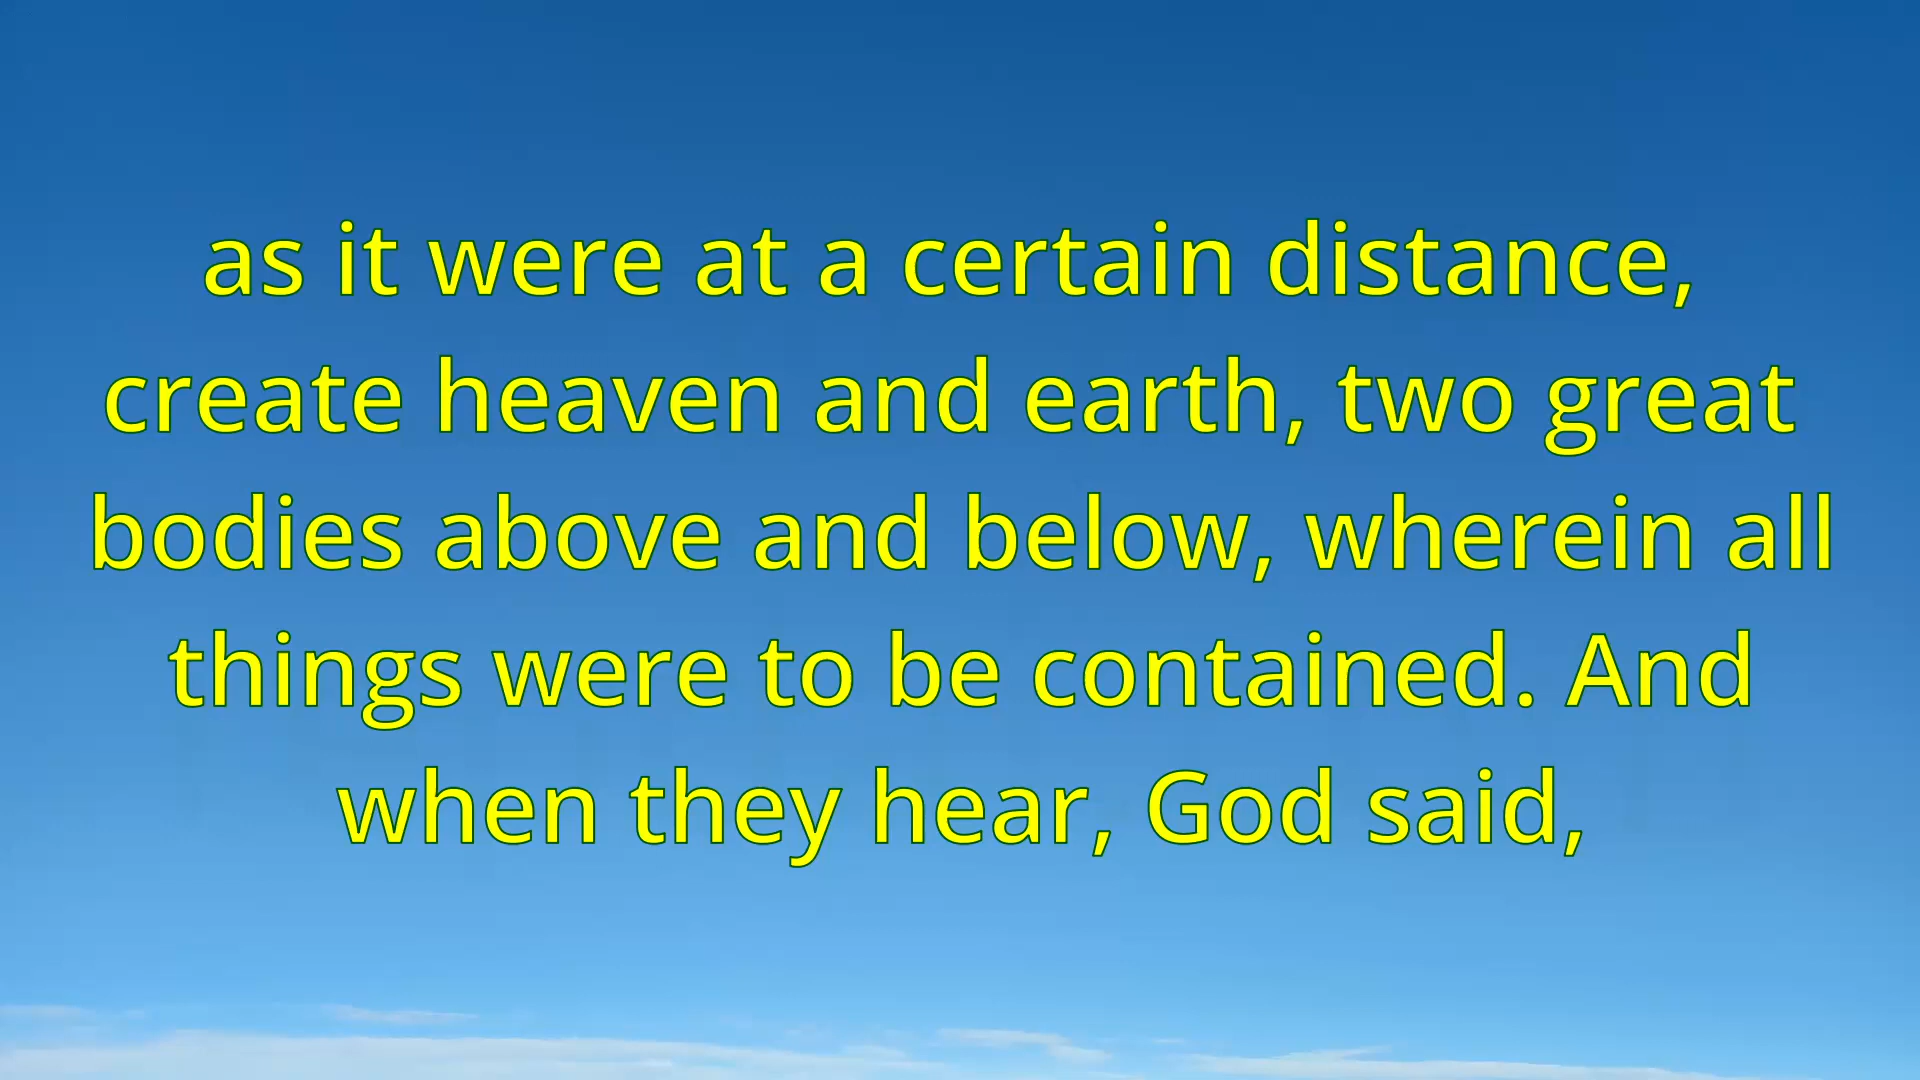 as it were at a certain distance,
create heaven and earth, two great
bodies above and below, wherein all
things were to be contained. And
when they hear, God said,